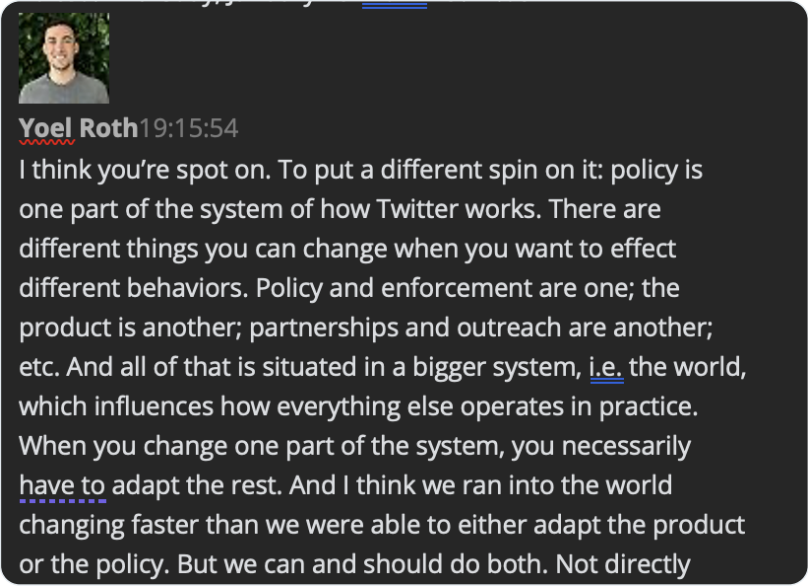 Yoel Roth19:15:54
I think you’re spot on. To put a different spin on it: policy is
one part of the system of how Twitter works. There are
different things you can change when you want to effect
different behaviors. Policy and enforcement are one; the
product is another; partnerships and outreach are another;
etc. And all of that is situated in a bigger system, i.e. the world,
which influences how everything else operates in practice.
When you change one part of the system, you necessarily
have to adapt the rest. And I think we ran into the world
changing faster than we were able to either adapt the product
or the policy. But we can and should do both. Not directly